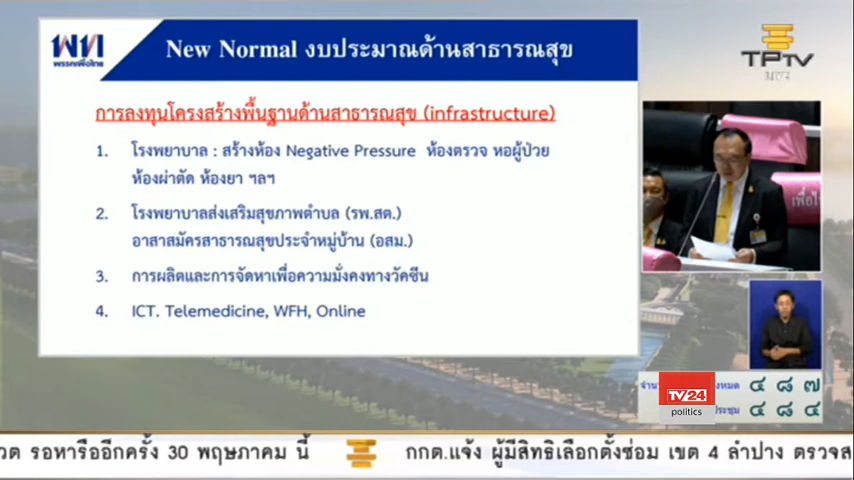 พท
พรรคเพื่อไทย
New Normal งบประมาณด้านสาธารณสุข
TPTV
การลงทุนโครงสร้างพื้นฐานด้านสาธารณสุข (infrastructure)
1. โรงพยาบาล : สร้างห้อง Negative Pressure ห้องตรวจ หอผู้ป่วย
ห้องผ่าตัด ห้องยา ฯลฯ
2. โรงพยาบาลส่งเสริมสุขภาพตำบล (รพ.สต.)
อาสาสมัครสาธารณสุขประจำหมู่บ้าน (อสม.)
3. การผลิตและการจัดหาเพื่อความมั่งคงทางวัคซีน
4. ICT. Telemedicine, WFH, Online
TV24
politics
๔๘๗
๔๘๔
รอหารืออีกครั้ง 30 พฤษภาคม นี้ กกต.แจ้ง ผู้มีสิทธิเลือกตั้งซ่อม เขต 4 ลำปาง